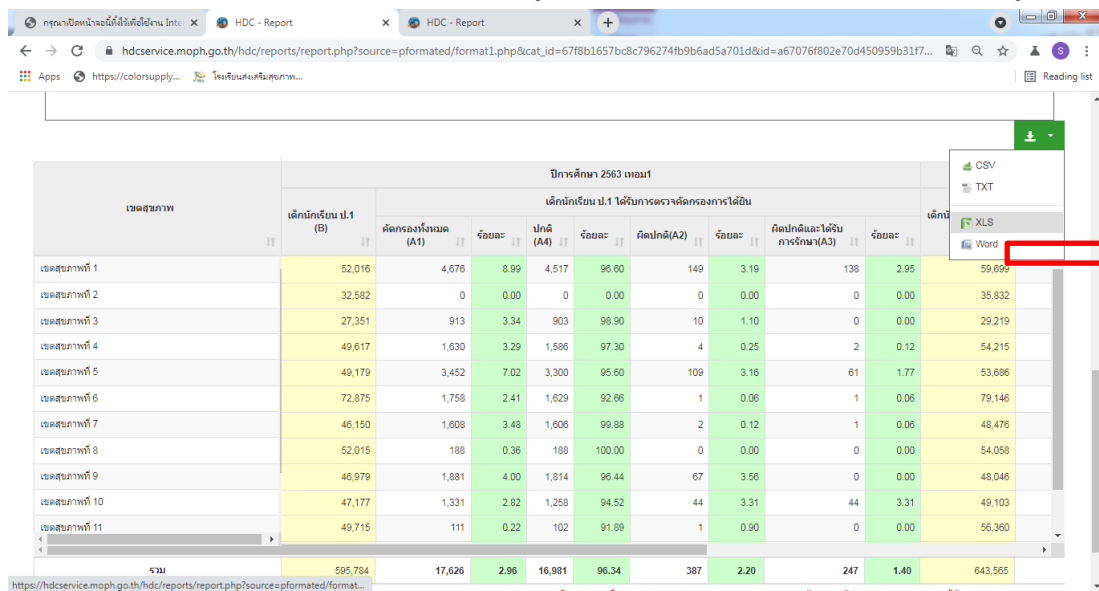 กรุณาเปิดหน้าจอนี้ทิ้งไว้เพื่อใช้งาน Inte
HDC - Report
HDC - Rep
hdcservice.moph.go.th/hdc/reports/report.php?source=pformated/format1.php&cat_id=67f8b1657bc8c796274fb9b6ad5a701d&id=a67076f802e70d450959b31f7...
S
Apps https://colorsupply... โรงเรียนส่งเสริมสุขภาพ... Reading list
CSV
TXT
XLS
Word
ปีการศึกษา 2563 เทอม1
เด็กนักเรียน ป.1 ได้รับการตรวจคัดกรองการได้ยิน
เขตสุขภาพ เด็กนักเรียน ป.1 (B) คัดกรองทั้งหมด (A1) ร้อยละ ปกติ (A4) ร้อยละ ผิดปกติ(A2) ร้อยละ ผิดปกติและได้รับการรักษา(A3) ร้อยละ เด็กนั
เขตสุขภาพที่ 1 52,016 4,676 8.99 4,517 96.60 149 3.19 138 2.95 59,699
เขตสุขภาพที่ 2 32,582 0 0.00 0 0.00 0 0.00 0 0.00 35,832
เขตสุขภาพที่ 3 27,351 913 3.34 903 98.90 10 1.10 0 0.00 29,219
เขตสุขภาพที่ 4 49,617 1,630 3.29 1,586 97.30 4 0.25 2 0.12 54,215
เขตสุขภาพที่ 5 49,179 3,452 7.02 3,300 95.60 109 3.16 61 1.77 53,686
เขตสุขภาพที่ 6 72,875 1,758 2.41 1,629 92.66 1 0.06 1 0.06 79,146
เขตสุขภาพที่ 7 46,150 1,608 3.48 1,606 99.88 2 0.12 1 0.06 48,476
เขตสุขภาพที่ 8 52,015 188 0.36 188 100.00 0 0.00 0 0.00 54,058
เขตสุขภาพที่ 9 46,979 1,881 4.00 1,814 96.44 67 3.56 0 0.00 48,046
เขตสุขภาพที่ 10 47,177 1,331 2.82 1,258 94.52 44 3.31 44 3.31 49,103
เขตสุขภาพที่ 11 49,715 111 0.22 102 91.89 1 0.90 0 0.00 56,360
รวม 595,784 17,626 2.96 16,981 96.34 387 2.20 247 1.40 643,565
https://hdcservice.moph.go.th/hdc/reports/report.php?source=pformated/format...